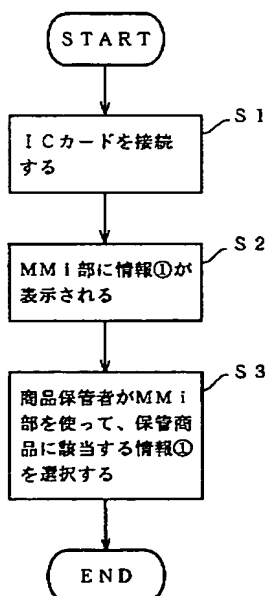 START
S1
ICカードを接続
する
S2
MMi部に情報①が
表示される
S3
商品保管者がMMi
部を使って、保管商
品に該当する情報①
を選択する
END